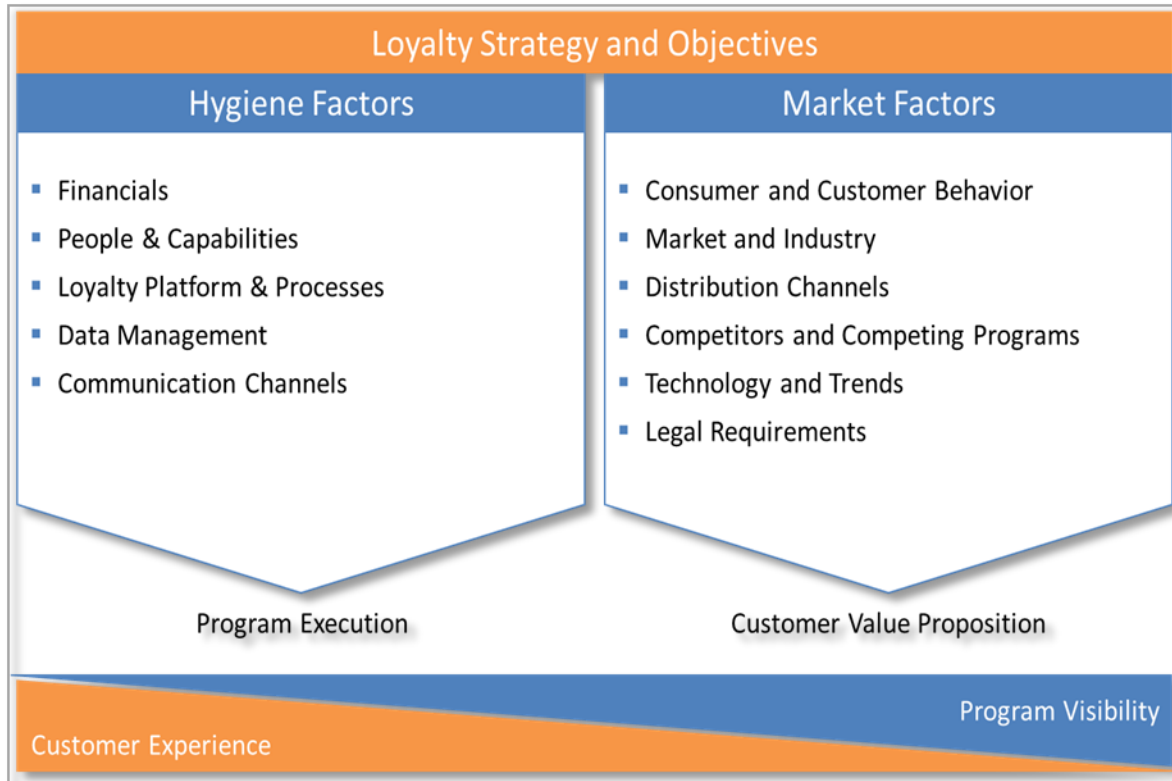 Loyalty Strategy and Objectives
Hygiene Factors
Financials
People & Capabilities
Loyalty Platform & Processes
Data Management
Communication Channels
Program Execution
Market Factors
Consumer and Customer Behavior
Market and Industry
Distribution Channels
Competitors and Competing Programs
Technology and Trends
Legal Requirements
Customer Value Proposition
Program Visibility
Customer Experience